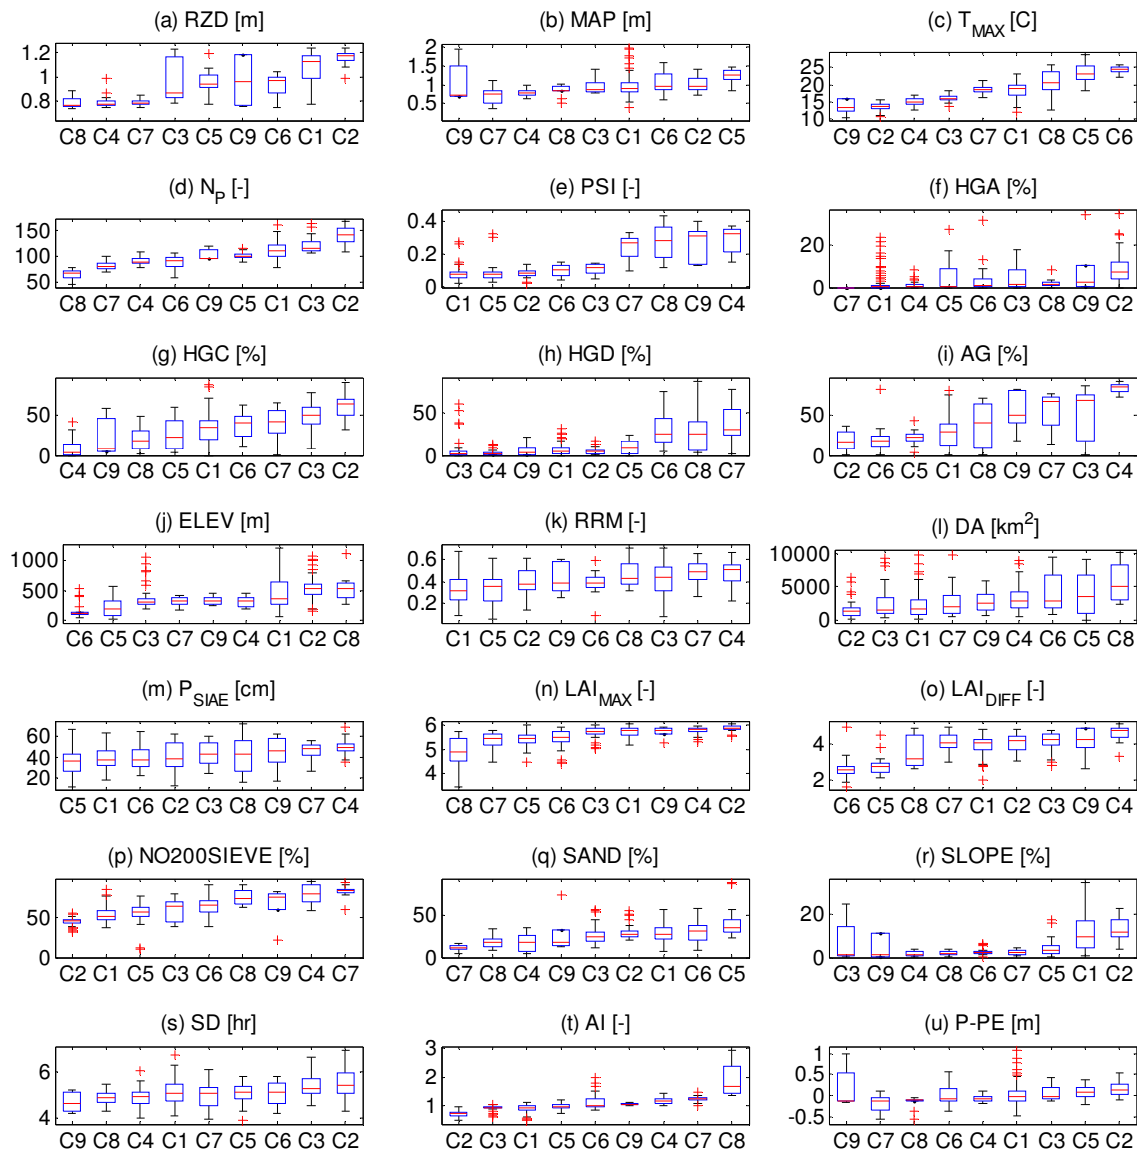 (a) RZD [m] (b) MAP [m] (c) T_MAX [C]
1.2
1
0.8
C8 C4 C7 C3 C5 C9 C6 C1 C2
2
1.5
1
0.5
C9 C7 C4 C8 C3 C1 C6 C2 C5
25
20
15
10
C9 C2 C4 C3 C7 C1 C8 C5 C6
(d) N_P [-] (e) PSI [-] (f) HGA [%]
150
100
50
C8 C7 C4 C6 C9 C5 C1 C3 C2
0.4
0.2
0
C1 C5 C2 C6 C3 C7 C8 C9 C4
20
0
C7 C1 C4 C5 C6 C3 C8 C9 C2
(g) HGC [%] (h) HGD [%] (i) AG [%]
50
0
C4 C9 C8 C5 C1 C6 C7 C3 C2
50
0
C3 C4 C9 C1 C2 C5 C6 C8 C7
50
0
C2 C6 C5 C1 C8 C9 C7 C3 C4
(j) ELEV [m] (k) RRM [-] (l) DA [km²]
1000
500
0
C6 C5 C3 C7 C9 C4 C1 C2 C8
0.6
0.4
0.2
C1 C5 C2 C9 C6 C8 C3 C7 C4
10000
5000
0
C2 C3 C1 C7 C9 C4 C6 C5 C8
(m) P_SIAE [cm] (n) LAI_MAX [-] (o) LAI_DIFF [-]
60
40
20
C5 C1 C6 C2 C3 C8 C9 C7 C4
6
5
4
C8 C7 C5 C6 C3 C1 C9 C4 C2
4
2
C6 C5 C8 C7 C1 C2 C3 C9 C4
(p) NO200SIEVE [%] (q) SAND [%] (r) SLOPE [%]
50
0
C2 C1 C5 C3 C6 C8 C9 C4 C7
50
0
C7 C8 C4 C9 C3 C2 C1 C6 C5
20
0
C3 C9 C4 C8 C6 C7 C5 C1 C2
(s) SD [hr] (t) AI [-] (u) P-PE [m]
6
4
C9 C8 C4 C1 C7 C5 C6 C3 C2
3
2
1
C2 C3 C1 C5 C6 C9 C4 C7 C8
1
0.5
0
-0.5
C9 C7 C8 C6 C4 C1 C3 C5 C2